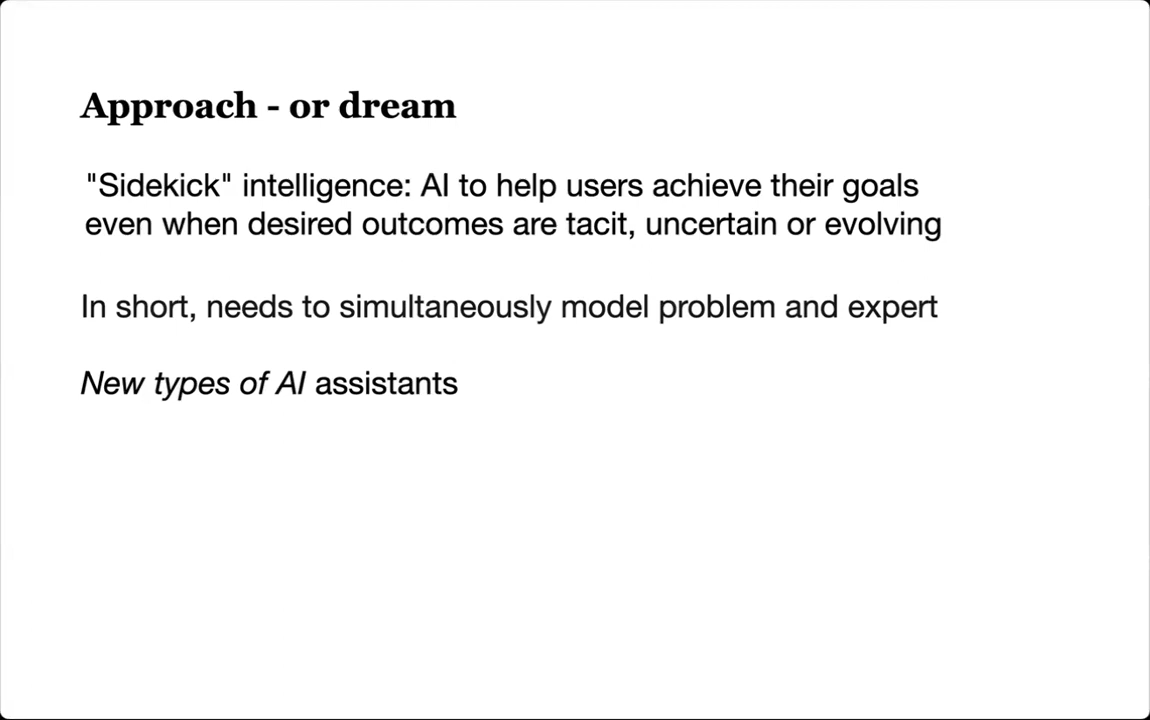 Approach - or dream
"Sidekick" intelligence: AI to help users achieve their goals
even when desired outcomes are tacit, uncertain or evolving
In short, needs to simultaneously model problem and expert
New types of AI assistants